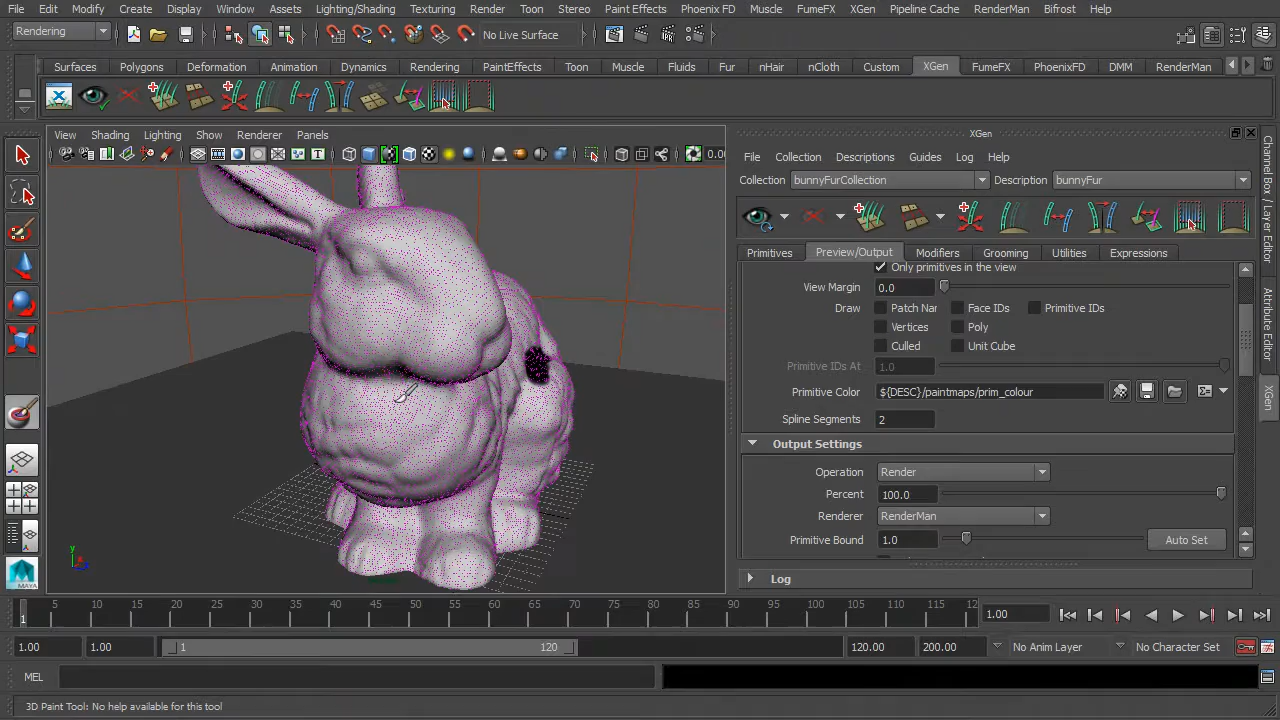 File Edit Modify Create Display Window Assets Lighting/Shading Texturing Render Toon Stereo Paint Effects Phoenix FD Muscle FumeFX XGen Pipeline Cache RenderMan Bifrost Help
Rendering No Live Surface
Surfaces Polygons Deformation Animation Dynamics Rendering PaintEffects Toon Muscle Fluids Fur nHair nCloth Custom XGen FumeFX PhoenixFD DMM RenderMan
View Shading Lighting Show Renderer Panels
0.00
XGen
File Collection Descriptions Guides Log Help
Collection bunnyFurCollection Description bunnyFur
Primitives Preview/Output Modifiers Grooming Utilities Expressions
Only primitives in the view
View Margin 0.0
Draw Patch Nar Face IDs Primitive IDs
Vertices Poly
Culled Unit Cube
Primitive IDs At 1.0
Primitive Color ${DESC}/paintmaps/prim_colour
Spline Segments 2
Output Settings
Operation Render
Percent 100.0
Renderer RenderMan
Primitive Bound 1.0 Auto Set
Log
Channel Box / Layer Editor
Attribute Editor
XGen
y
MAYA
5 10 15 20 25 30 35 40 45 50 55 60 65 70 75 80 85 90 95 100 105 110 115 12
1
1.00
1.00 1.00 1 120 120.00 200.00 No Anim Layer No Character Set
MEL
3D Paint Tool: No help available for this tool